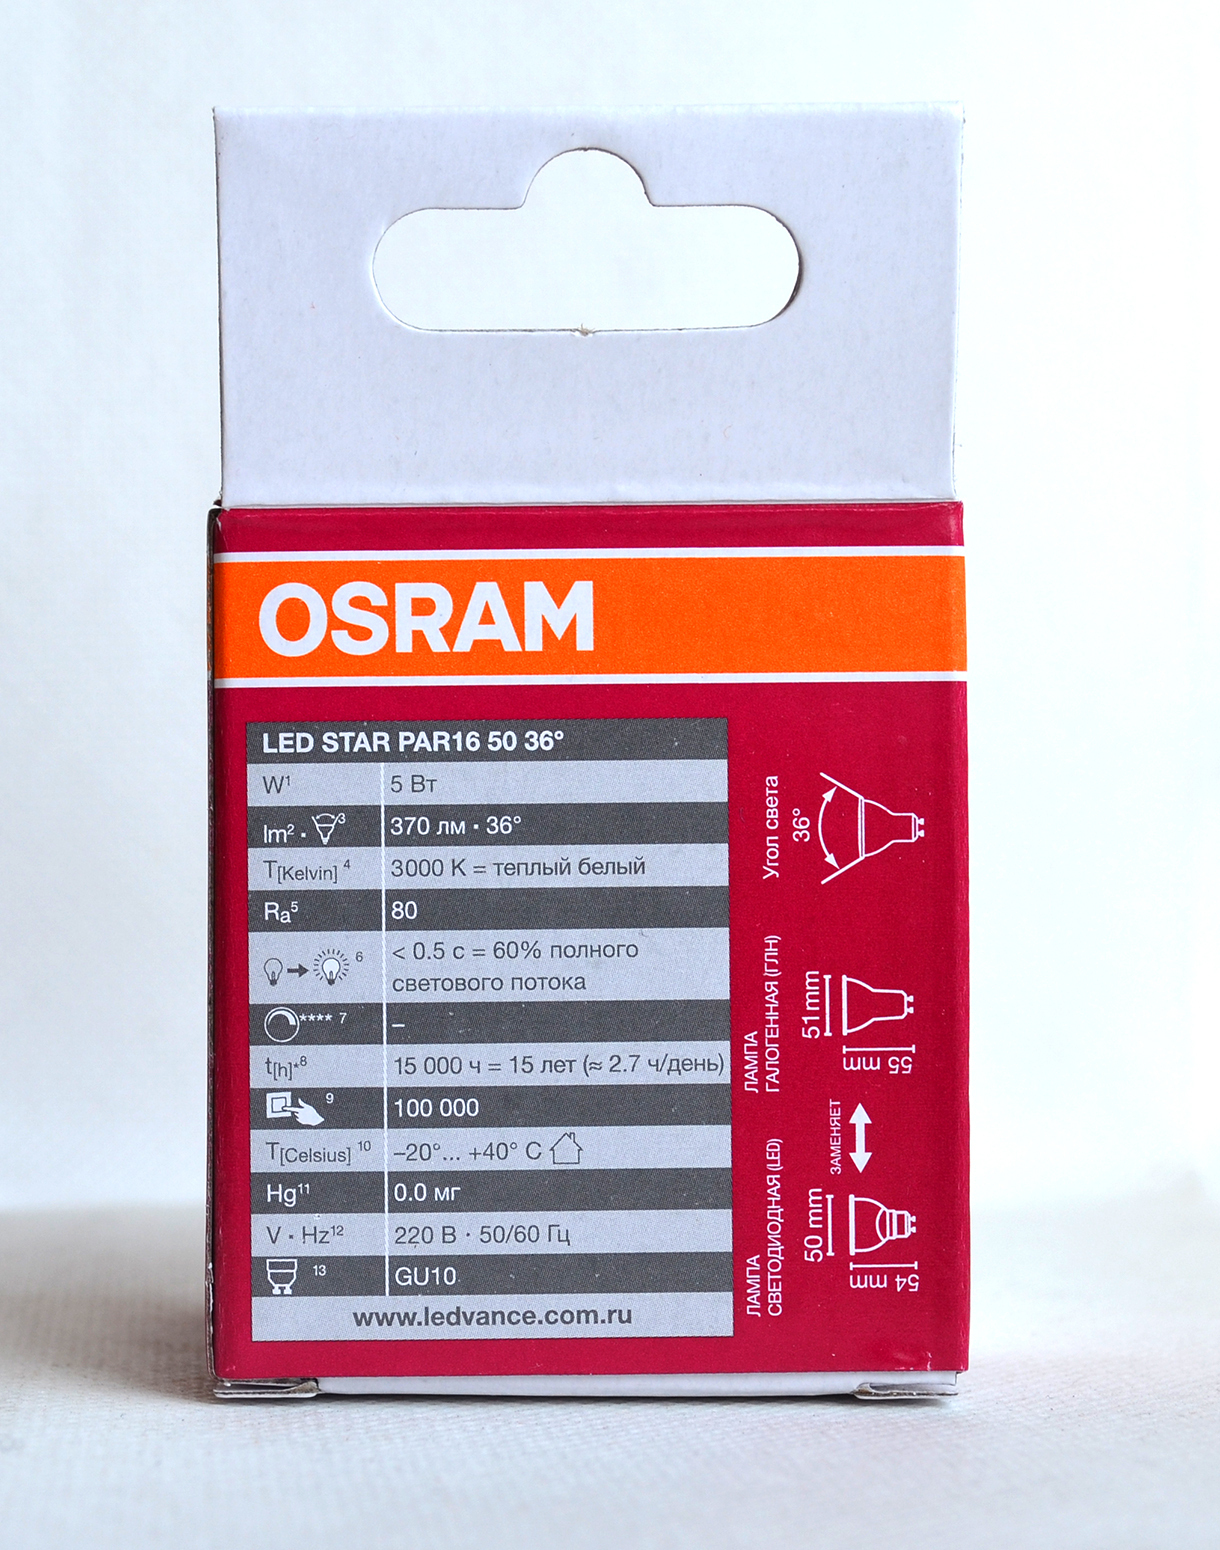 OSRAM
LED STAR PAR16 50 36°
W¹ 5 Вт
lm² · ³ 370 лм · 36°
T[Kelvin] ⁴ 3000 K = теплый белый
Ra⁵ 80
⁶ < 0.5 с = 60% полного
светового потока
**** ⁷ –
t[h]*⁸ 15 000 ч = 15 лет (≈ 2.7 ч/день)
⁹ 100 000
T[Celsius] ¹⁰ –20°... +40° C
Hg¹¹ 0.0 мг
V · Hz¹² 220 В · 50/60 Гц
¹³ GU10
www.ledvance.com.ru
Угол света
36°
ЛАМПА
ГАЛОГЕННАЯ (ГЛН)
51 mm
55 mm
ЗАМЕНЯЕТ
ЛАМПА
СВЕТОДИОДНАЯ (LED)
50 mm
54 mm